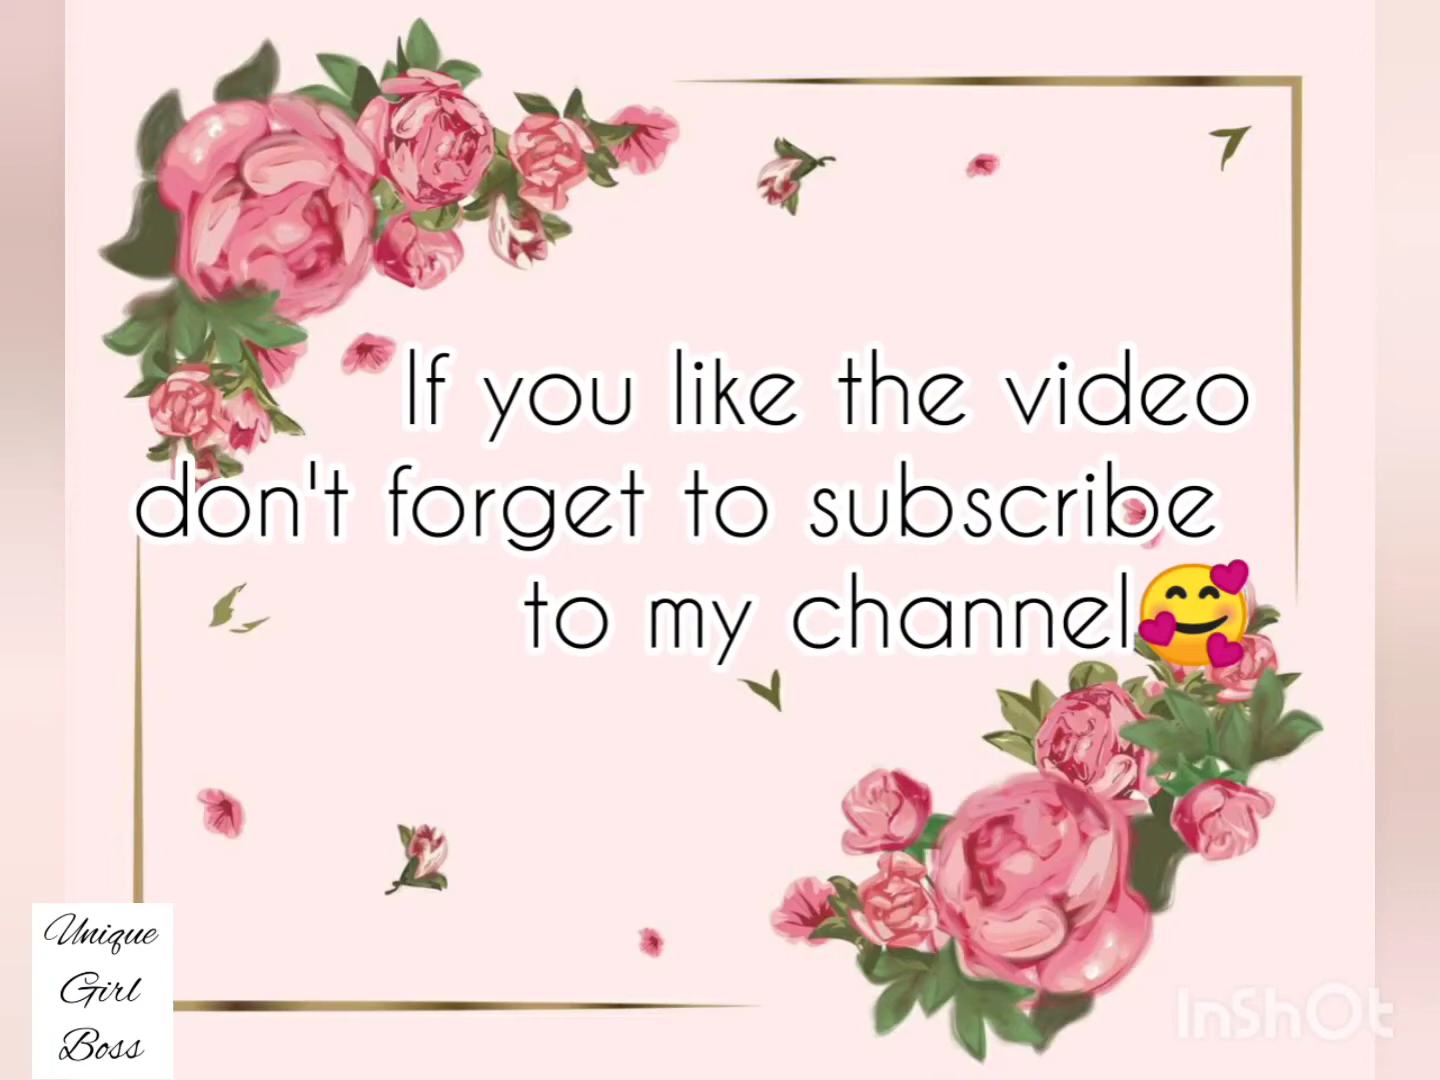 If you like the video
don't forget to subscribe
to my channel🥰
Unique
Girl
Boss
InShOt